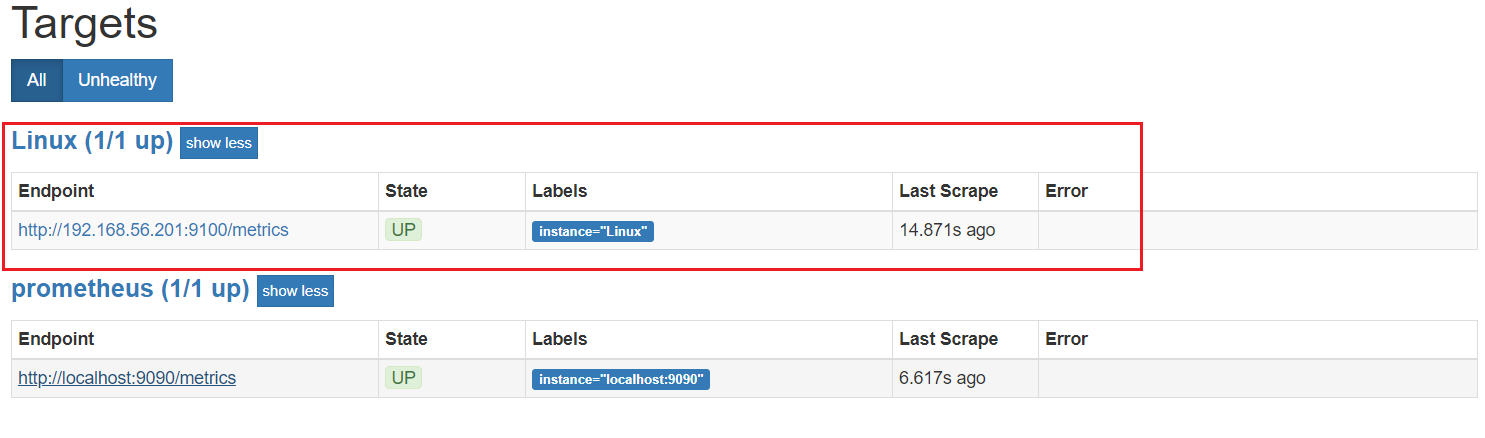 Targets
All Unhealthy
Linux (1/1 up) show less
Endpoint State Labels Last Scrape Error
http://192.168.56.201:9100/metrics UP instance="Linux" 14.871s ago
prometheus (1/1 up) show less
Endpoint State Labels Last Scrape Error
http://localhost:9090/metrics UP instance="localhost:9090" 6.617s ago